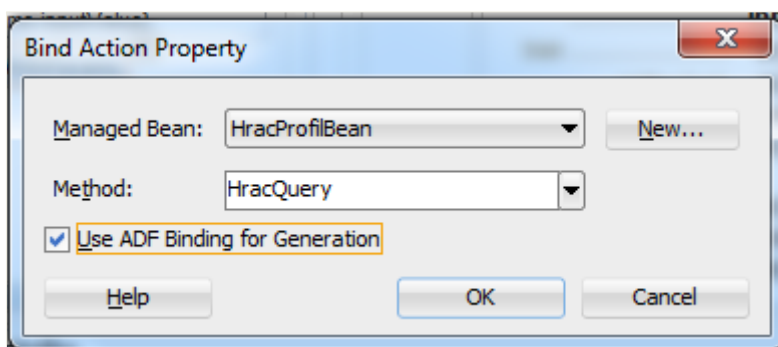 Bind Action Property
Managed Bean: HracProfilBean New...
Method: HracQuery
Use ADF Binding for Generation
Help OK Cancel